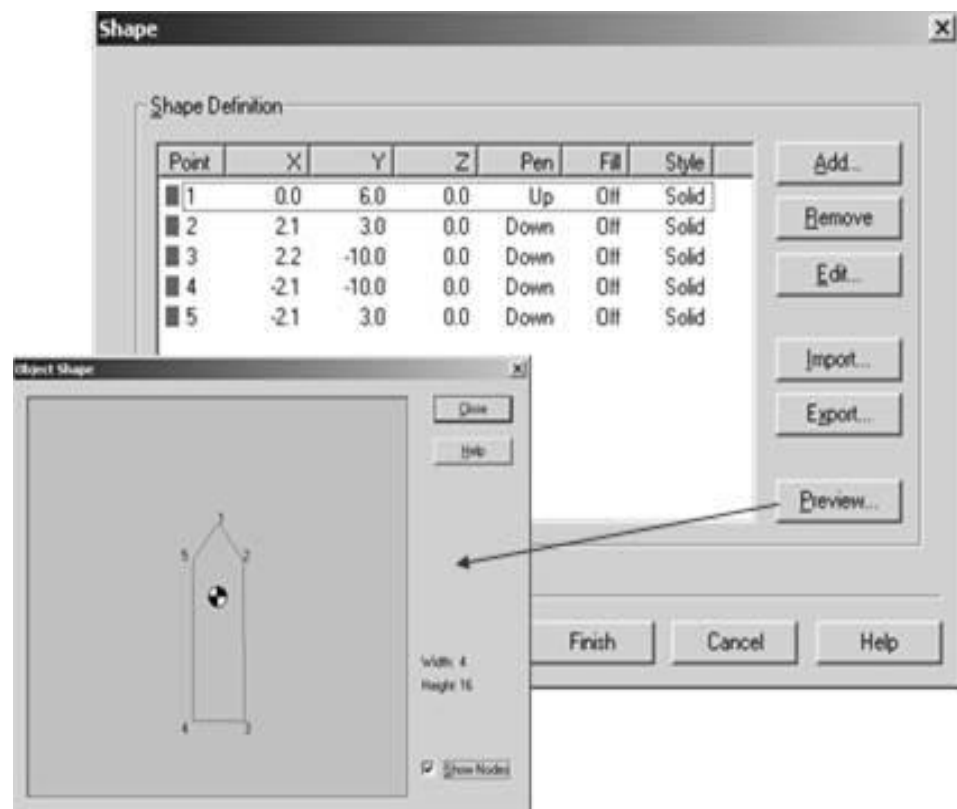 Shape
Shape Definition
Point X Y Z Pen Fill Style
1 0.0 6.0 0.0 Up Off Solid
2 2.1 3.0 0.0 Down Off Solid
3 2.2 -10.0 0.0 Down Off Solid
4 -2.1 -10.0 0.0 Down Off Solid
5 -2.1 3.0 0.0 Down Off Solid
Add...
Remove
Edit...
Import...
Export...
Preview...
Finish Cancel Help
Object Shape
Close
Help
1
5 2
4 3
Width: 4
Height: 16
Show Nodes